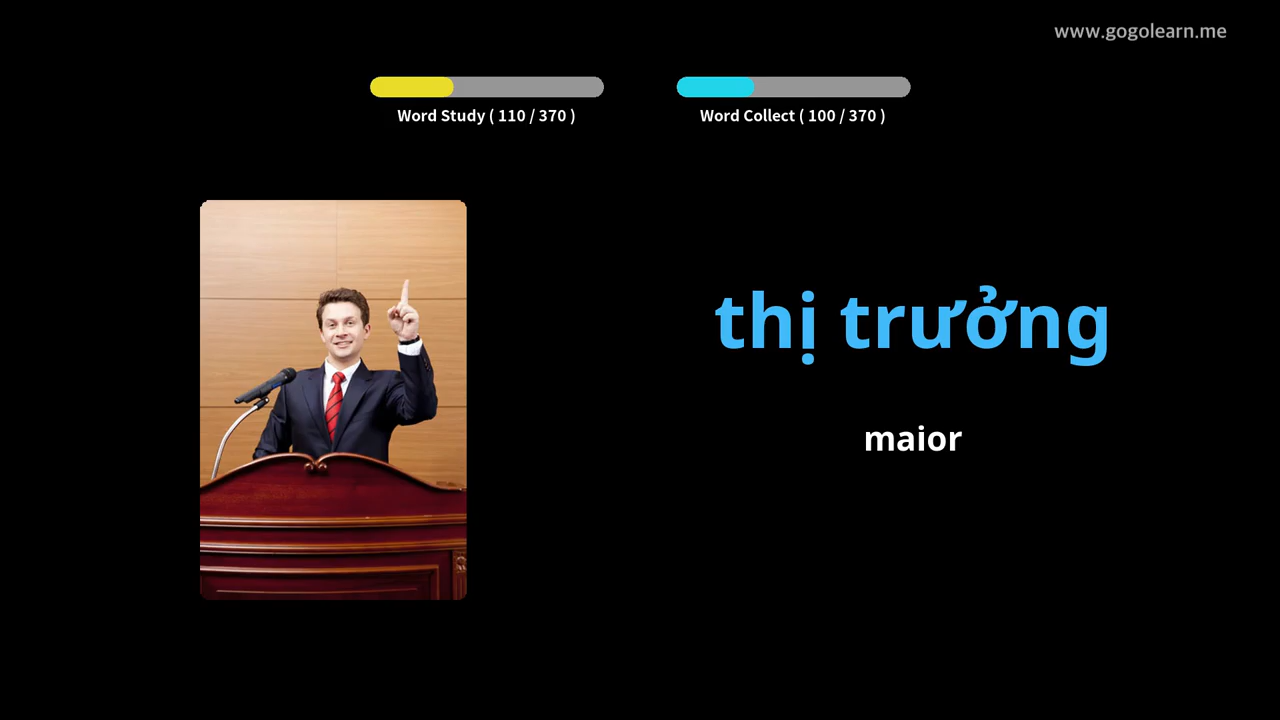 www.gogolearn.me
Word Study ( 110 / 370 )
Word Collect ( 100 / 370 )
thị trưởng
maior